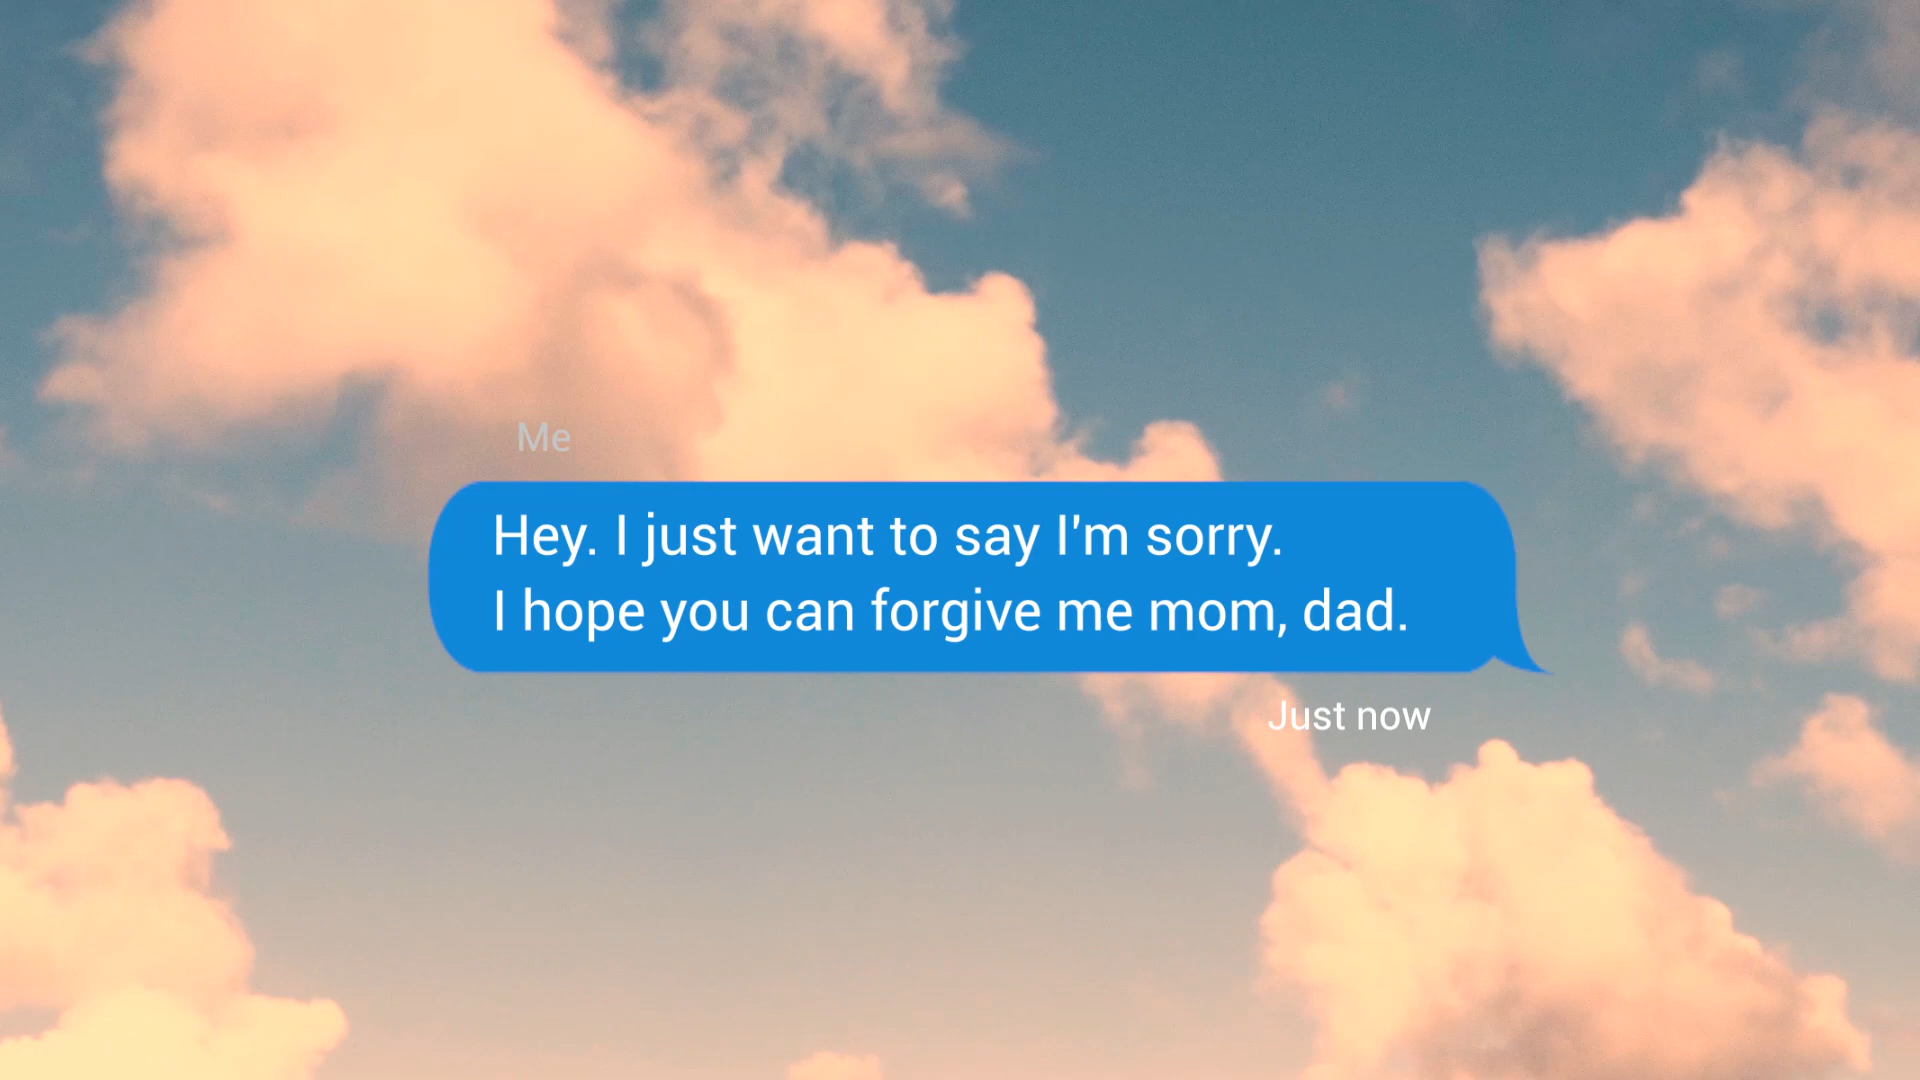 Me
Hey. I just want to say I'm sorry.
I hope you can forgive me mom, dad.
Just now